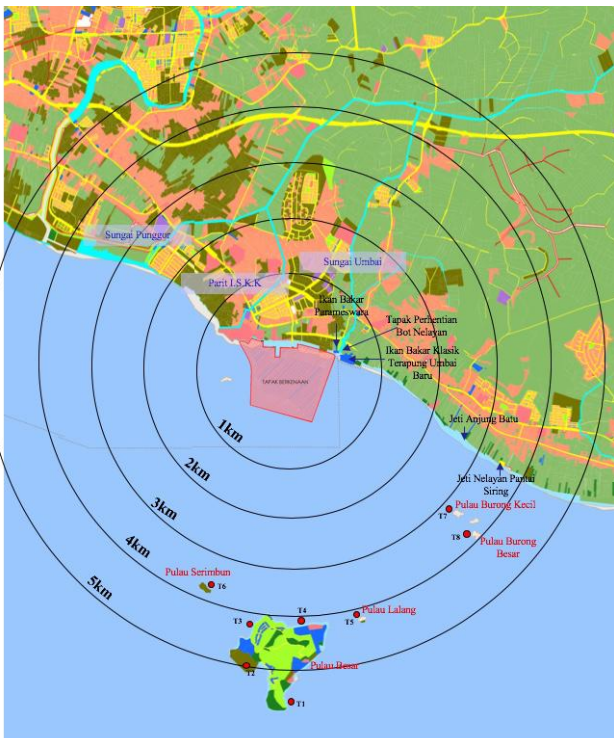 Sungai Punggur
Sungai Umbai
Parit I.S.K.K
Ikan Bakar
Parameswara
Tapak Perhentian
Bot Nelayan
Ikan Bakar Klasik
Terapung Umbai
Baru
TAPAK BERKENAAN
1km
2km
3km
4km
5km
Jeti Anjung Batu
Jeti Nelayan Pantai
Siring
Pulau Burong Kecil
T7
T8
Pulau Burong
Besar
Pulau Serimbun
T6
T4
Pulau Lalang
T5
T3
T2
Pulau Besar
T1